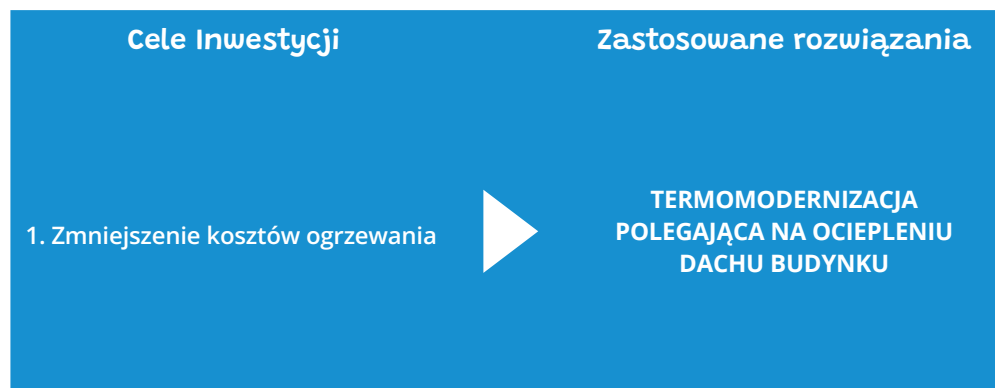 Cele Inwestycji
Zastosowane rozwiązania
1. Zmniejszenie kosztów ogrzewania
TERMOMODERNIZACJA
POLEGAJĄCA NA OCIEPLENIU
DACHU BUDYNKU